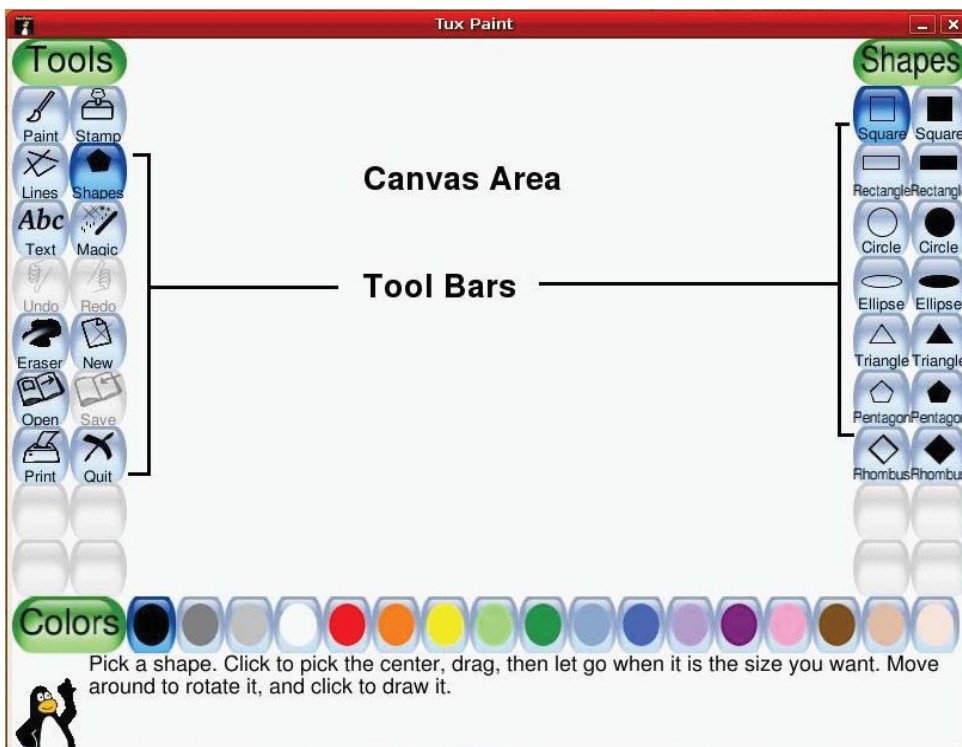 Tux Paint
Tools
Shapes
Paint Stamp
Square Square
Lines Shapes
Canvas Area
Rectangle Rectangle
Abc
Text Magic
Circle Circle
Tool Bars
Undo Redo
Ellipse Ellipse
Eraser New
Triangle Triangle
Open Save
Pentagon Pentagon
Print Quit
Rhombus Rhombus
Colors
Pick a shape. Click to pick the center, drag, then let go when it is the size you want. Move
around to rotate it, and click to draw it.